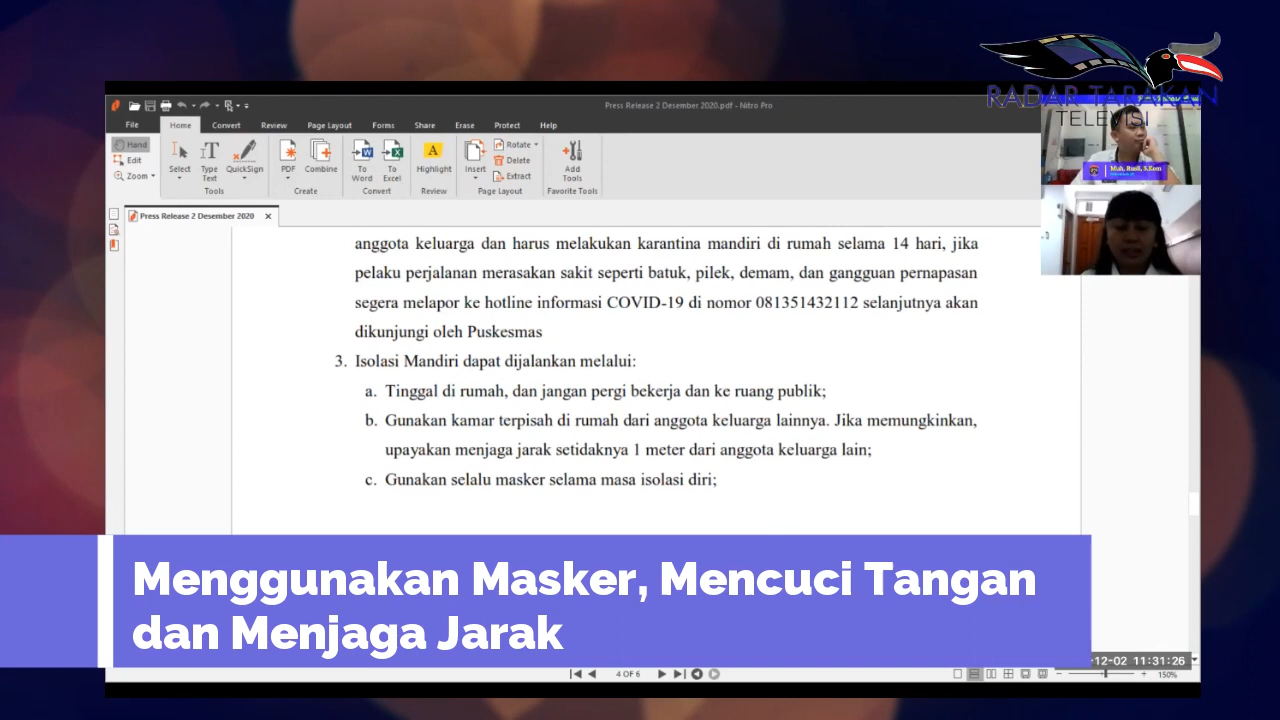 RADAR TARAKAN
TELEVISI
Press Release 2 Desember 2020.pdf - Nitro Pro
File Home Convert Review Page Layout Forms Share Erase Protect Help
Hand
Edit
Zoom
Select
Type Text
QuickSign
Tools
PDF
Combine
Create
To Word
To Excel
Convert
Highlight
Review
Insert
Rotate
Delete
Extract
Page Layout
Add Tools
Favorite Tools
Muh. Rusli, S.Kom
Press Release 2 Desember 2020
anggota keluarga dan harus melakukan karantina mandiri di rumah selama 14 hari, jika
pelaku perjalanan merasakan sakit seperti batuk, pilek, demam, dan gangguan pernapasan
segera melapor ke hotline informasi COVID-19 di nomor 081351432112 selanjutnya akan
dikunjungi oleh Puskesmas
3. Isolasi Mandiri dapat dijalankan melalui:
a. Tinggal di rumah, dan jangan pergi bekerja dan ke ruang publik;
b. Gunakan kamar terpisah di rumah dari anggota keluarga lainnya. Jika memungkinkan,
upayakan menjaga jarak setidaknya 1 meter dari anggota keluarga lain;
c. Gunakan selalu masker selama masa isolasi diri;
Menggunakan Masker, Mencuci Tangan
dan Menjaga Jarak
-12-02 11:31:26
4 OF 6
150%